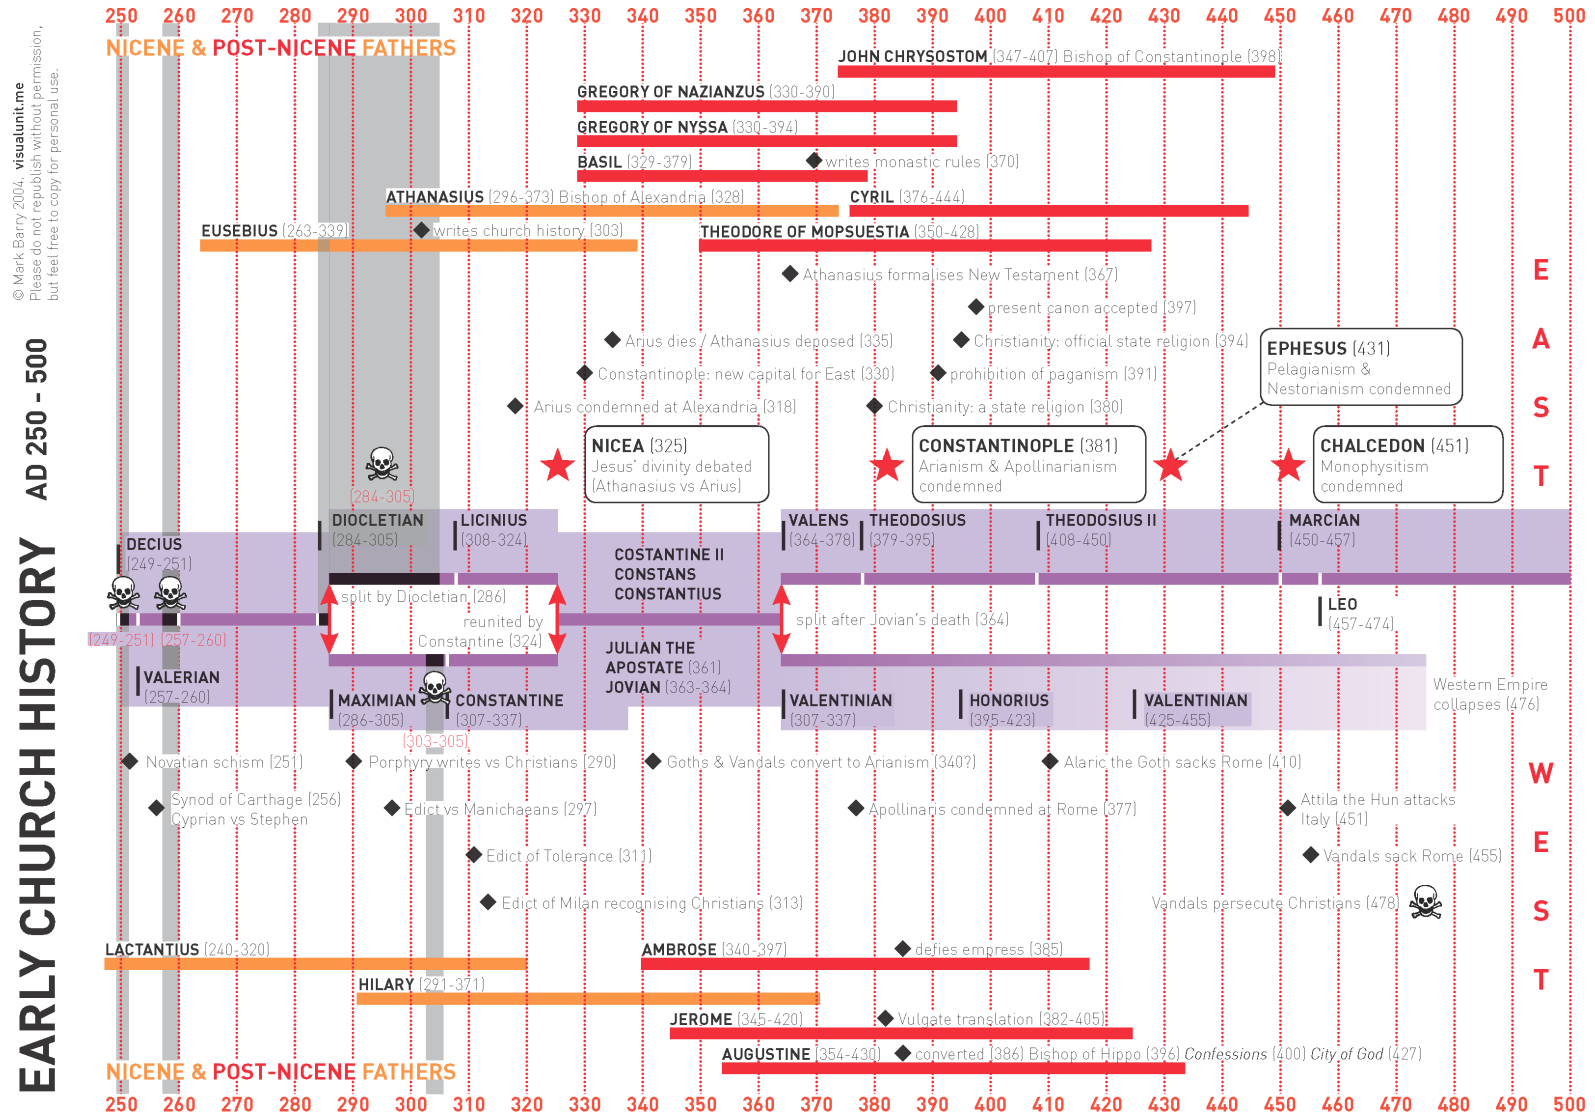 250 260 270 280 290 300 310 320 330 340 350 360 370 380 390 400 410 420 430 440 450 460 470 480 490 500
NICENE & POST-NICENE FATHERS
© Mark Barry 2004. visualunit.me
Please do not republish without permission,
but feel free to copy for personal use.
EARLY CHURCH HISTORY AD 250 - 500
JOHN CHRYSOSTOM (347-407) Bishop of Constantinople (398)
GREGORY OF NAZIANZUS (330-390)
GREGORY OF NYSSA (330-394)
BASIL (329-379)
writes monastic rules (370)
ATHANASIUS (296-373) Bishop of Alexandria (328)
CYRIL (376-444)
EUSEBIUS (263-339)
writes church history (303)
THEODORE OF MOPSUESTIA (350-428)
Athanasius formalises New Testament (367)
present canon accepted (397)
Arius dies / Athanasius deposed (335)
Christianity: official state religion (394)
Constantinople: new capital for East (330)
prohibition of paganism (391)
Arius condemned at Alexandria (318)
Christianity: a state religion (380)
EPHESUS (431)
Pelagianism &
Nestorianism condemned
NICEA (325)
Jesus' divinity debated
(Athanasius vs Arius)
CONSTANTINOPLE (381)
Arianism & Apollinarianism
condemned
CHALCEDON (451)
Monophysitism
condemned
E
A
S
T
(284-305)
DECIUS
(249-251)
DIOCLETIAN
(284-305)
LICINIUS
(308-324)
COSTANTINE II
CONSTANS
CONSTANTIUS
VALENS
(364-378)
THEODOSIUS
(379-395)
THEODOSIUS II
(408-450)
MARCIAN
(450-457)
LEO
(457-474)
split by Diocletian (286)
reunited by
Constantine (324)
split after Jovian's death (364)
(249-251) (257-260)
VALERIAN
(257-260)
MAXIMIAN
(286-305)
CONSTANTINE
(307-337)
(303-305)
JULIAN THE
APOSTATE (361)
JOVIAN (363-364)
VALENTINIAN
(307-337)
HONORIUS
(395-423)
VALENTINIAN
(425-455)
Western Empire
collapses (476)
Novatian schism (251)
Porphyry writes vs Christians (290)
Goths & Vandals convert to Arianism (340?)
Alaric the Goth sacks Rome (410)
Synod of Carthage (256)
Cyprian vs Stephen
Edict vs Manichaeans (297)
Apollinaris condemned at Rome (377)
Attila the Hun attacks
Italy (451)
Edict of Tolerance (311)
Vandals sack Rome (455)
Edict of Milan recognising Christians (313)
Vandals persecute Christians (478)
W
E
S
T
LACTANTIUS (240-320)
AMBROSE (340-397)
defies empress (385)
HILARY (291-371)
JEROME (345-420)
Vulgate translation (382-405)
AUGUSTINE (354-430)
converted (386) Bishop of Hippo (396) Confessions (400) City of God (427)
NICENE & POST-NICENE FATHERS
250 260 270 280 290 300 310 320 330 340 350 360 370 380 390 400 410 420 430 440 450 460 470 480 490 500